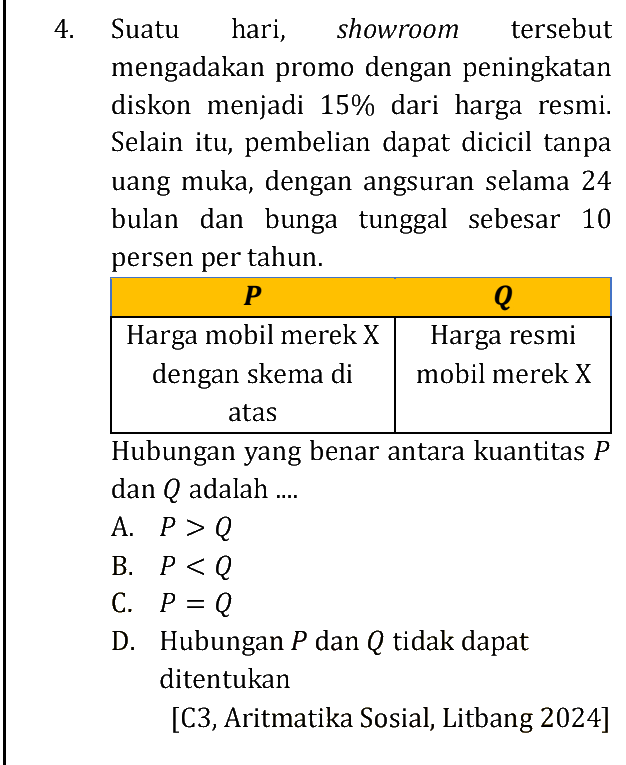 4. Suatu hari, showroom tersebut
mengadakan promo dengan peningkatan
diskon menjadi 15% dari harga resmi.
Selain itu, pembelian dapat dicicil tanpa
uang muka, dengan angsuran selama 24
bulan dan bunga tunggal sebesar 10
persen per tahun.
P Q
Harga mobil merek X Harga resmi
dengan skema di mobil merek X
atas
Hubungan yang benar antara kuantitas P
dan Q adalah ....
A. P > Q
B. P < Q
C. P = Q
D. Hubungan P dan Q tidak dapat
ditentukan
[C3, Aritmatika Sosial, Litbang 2024]